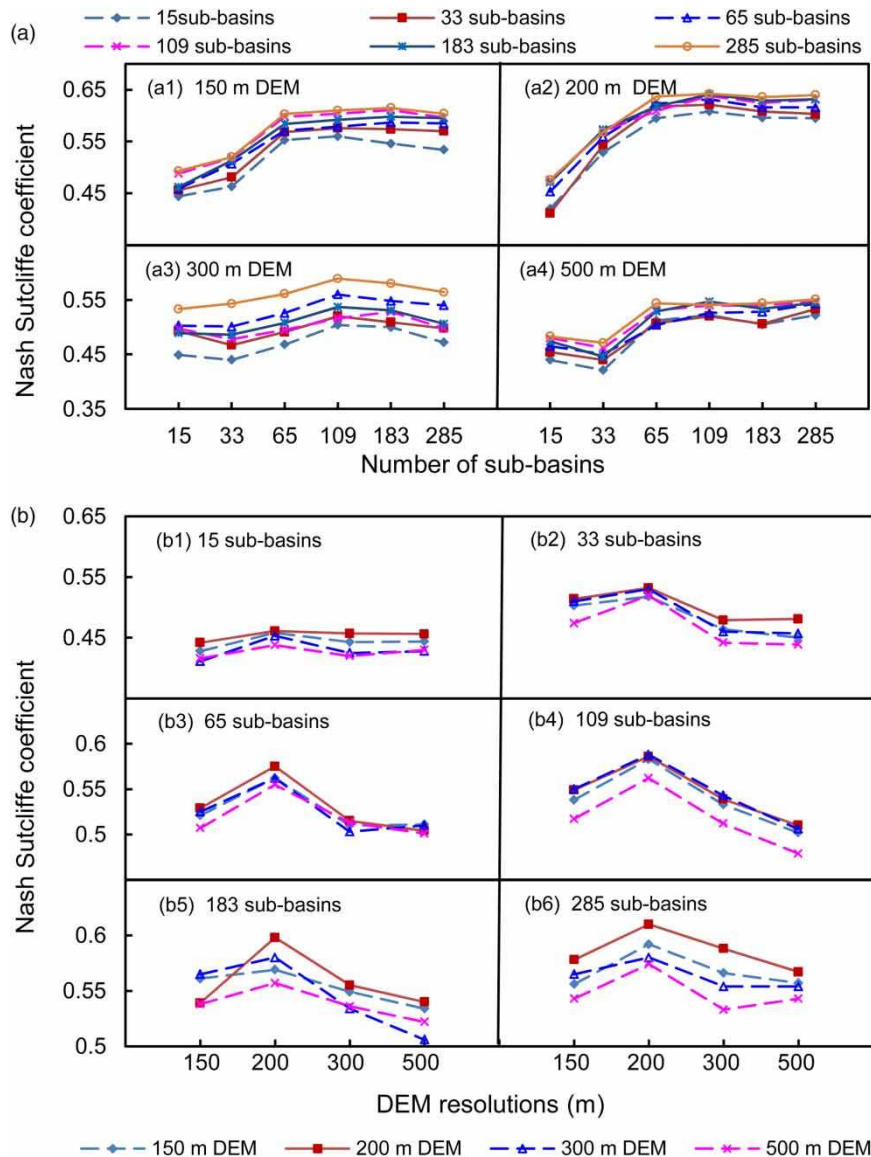 (a)
15sub-basins 33 sub-basins 65 sub-basins
109 sub-basins 183 sub-basins 285 sub-basins
Nash Sutcliffe coefficient
(a1) 150 m DEM (a2) 200 m DEM
0.65
0.55
0.45
(a3) 300 m DEM (a4) 500 m DEM
0.55
0.45
0.35
15 33 65 109 183 285 15 33 65 109 183 285
Number of sub-basins
(b)
Nash Sutcliffe coefficient
0.65
(b1) 15 sub-basins (b2) 33 sub-basins
0.55
0.45
(b3) 65 sub-basins (b4) 109 sub-basins
0.6
0.55
0.5
(b5) 183 sub-basins (b6) 285 sub-basins
0.6
0.55
0.5
150 200 300 500 150 200 300 500
DEM resolutions (m)
150 m DEM 200 m DEM 300 m DEM 500 m DEM